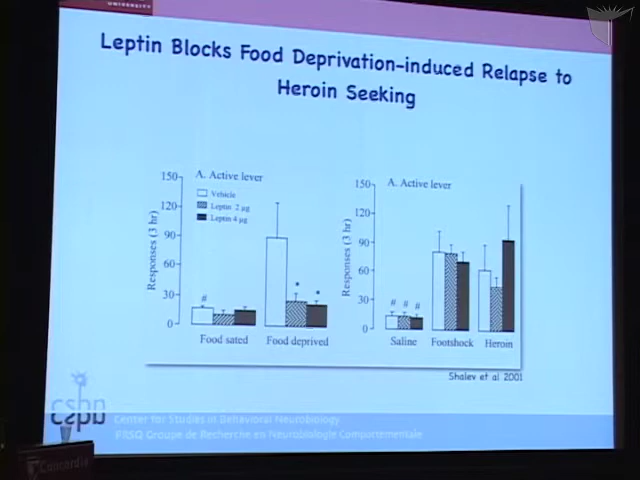 UNIVERSITY
Leptin Blocks Food Deprivation-induced Relapse to
Heroin Seeking
A. Active lever
Vehicle
Leptin 2 µg
Leptin 4 µg
Responses (3 hr)
150
120
90
60
30
0
#
*
*
Food sated
Food deprived
A. Active lever
Responses (3 hr)
150
120
90
60
30
0
# # #
Saline
Footshock
Heroin
Shalev et al 2001
csbn
Center for Studies in Behavioral Neurobiology
FRSQ Groupe de Recherche en Neurobiologie Comportementale
Concordia